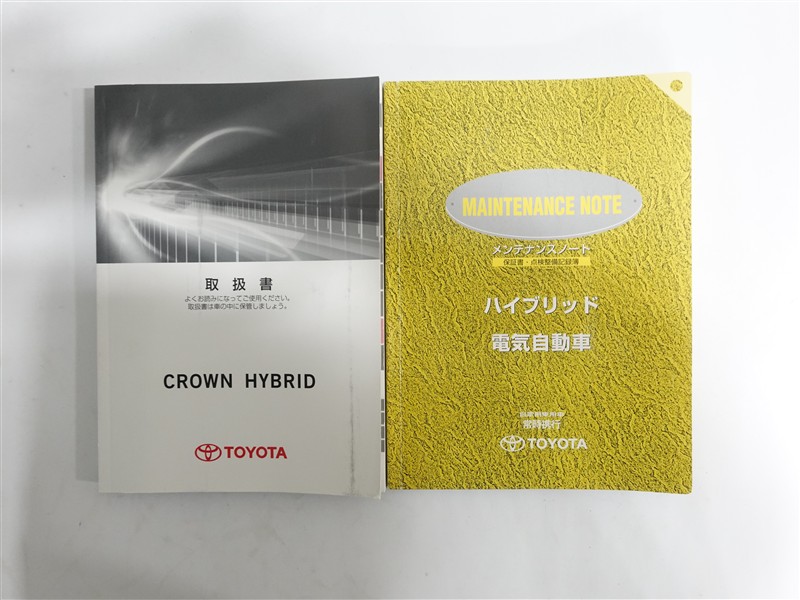 取扱書
よくお読みになってご使用ください。
取扱書は車の中に保管しましょう。
CROWN HYBRID
TOYOTA
MAINTENANCE NOTE
メンテナンスノート
保証書・点検整備記録簿
ハイブリッド
電気自動車
常時携行
TOYOTA